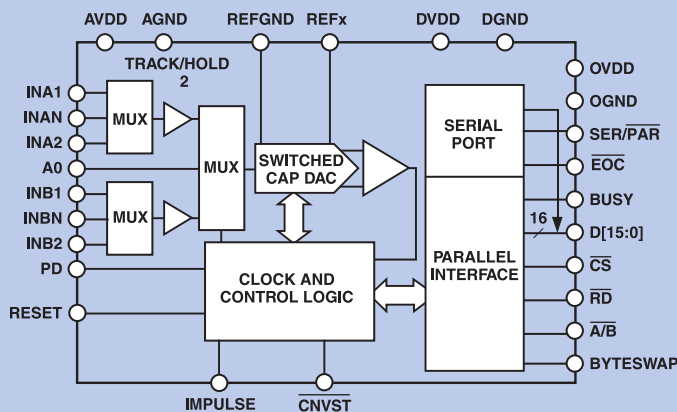 AVDD AGND REFGND REFx DVDD DGND
TRACK/HOLD
2
OVDD
INA1
OGND
INAN
MUX
SERIAL
PORT
SER/PAR
INA2
MUX
SWITCHED
CAP DAC
EOC
A0
INB1
BUSY
INBN
MUX
16
D[15:0]
INB2
PARALLEL
INTERFACE
CS
PD
CLOCK AND
CONTROL LOGIC
RD
RESET
A/B
BYTESWAP
IMPULSE
CNVST